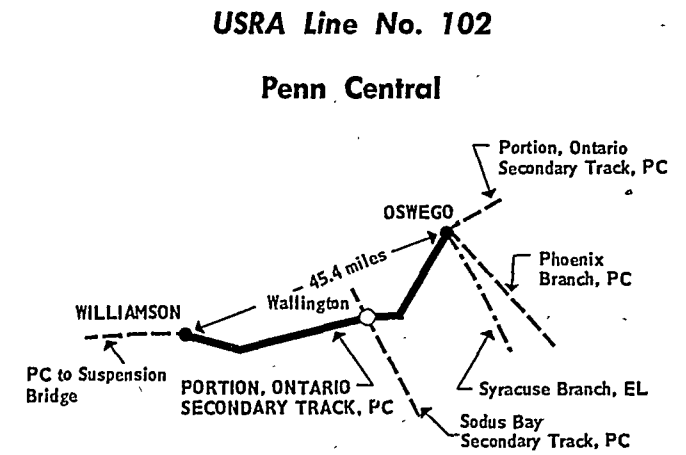 USRA Line No. 102
Penn Central
Portion, Ontario
Secondary Track, PC
OSWEGO
Phoenix
Branch, PC
45.4 miles
Wallington
WILLIAMSON
PC to Suspension
Bridge
PORTION, ONTARIO
SECONDARY TRACK, PC
Syracuse Branch, EL
Sodus Bay
Secondary Track, PC